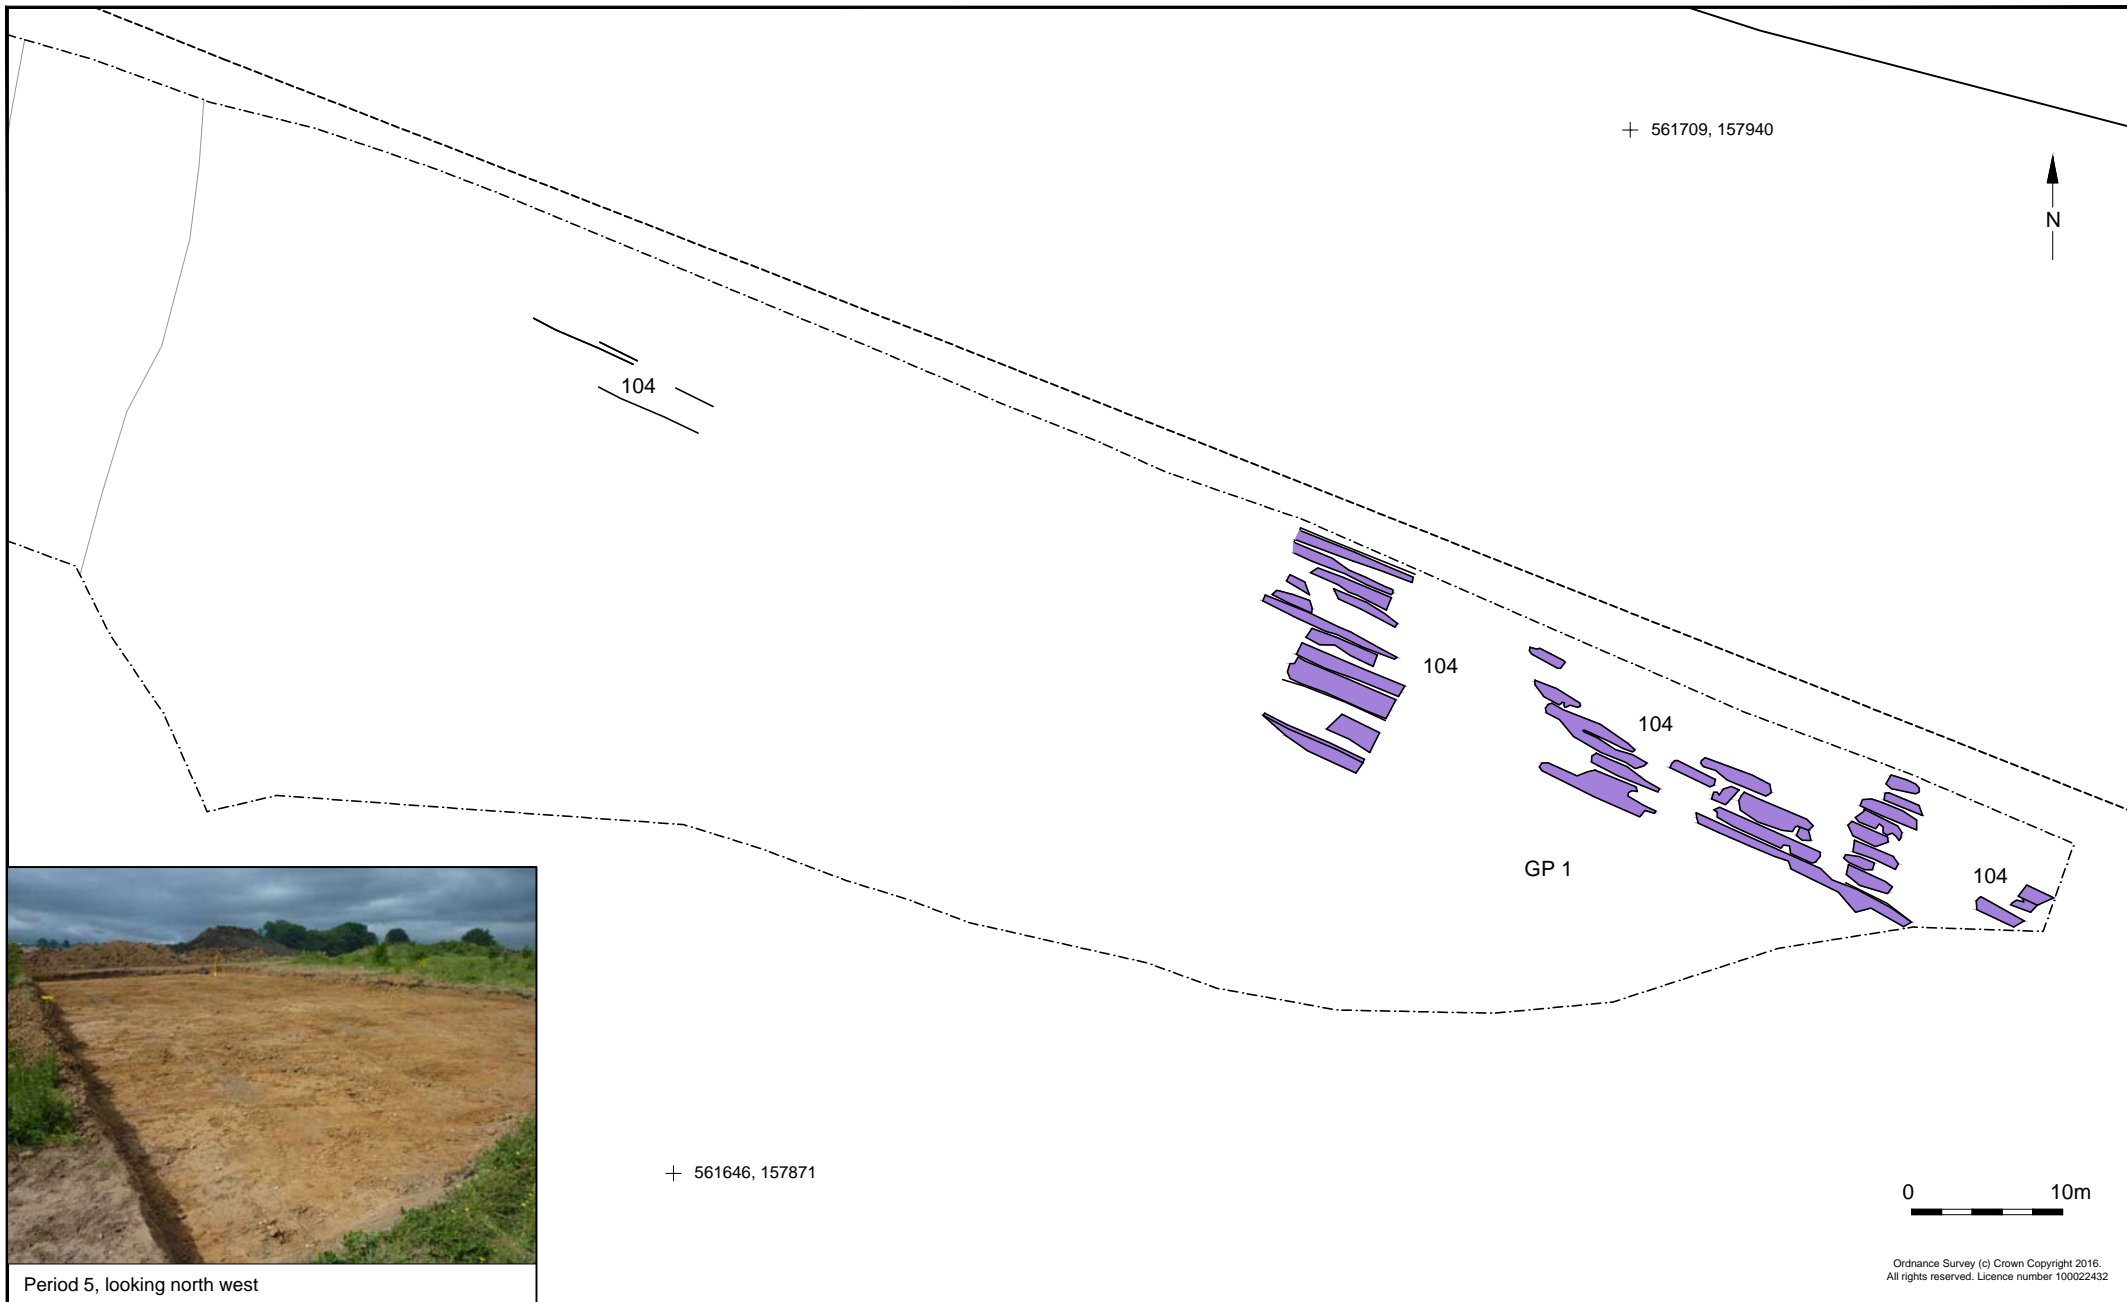 561709, 157940
N
104
104
104
GP 1
104
561646, 157871
0 10m
Ordnance Survey (c) Crown Copyright 2016.
All rights reserved. Licence number 100022432
Period 5, looking north west